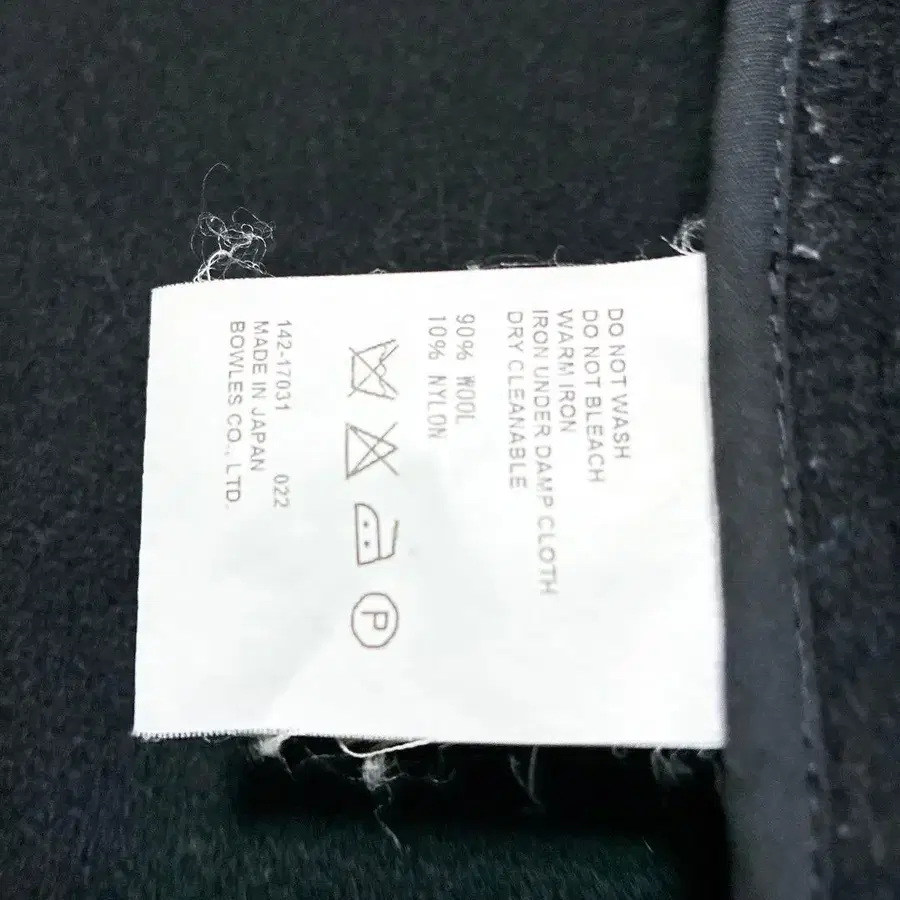 DO NOT WASH
DO NOT BLEACH
WARM IRON
IRON UNDER DAMP CLOTH
DRY CLEANABLE
90% WOOL
10% NYLON
P
142-17031 022
MADE IN JAPAN
BOWLES CO., LTD.